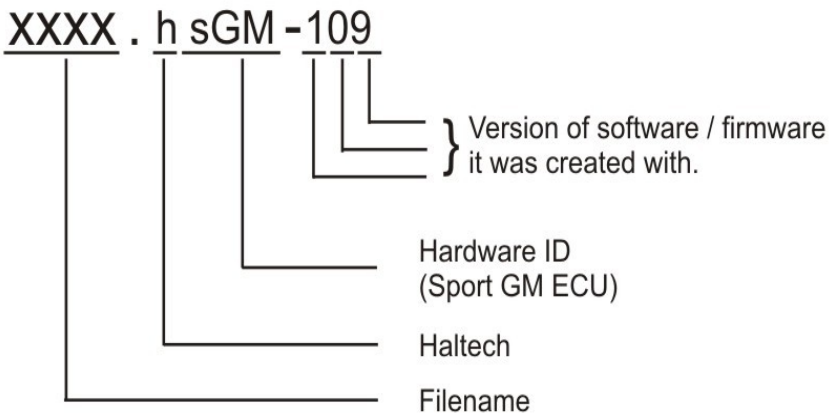 XXXX . h sGM - 109
} Version of software / firmware
it was created with.
Hardware ID
(Sport GM ECU)
Haltech
Filename